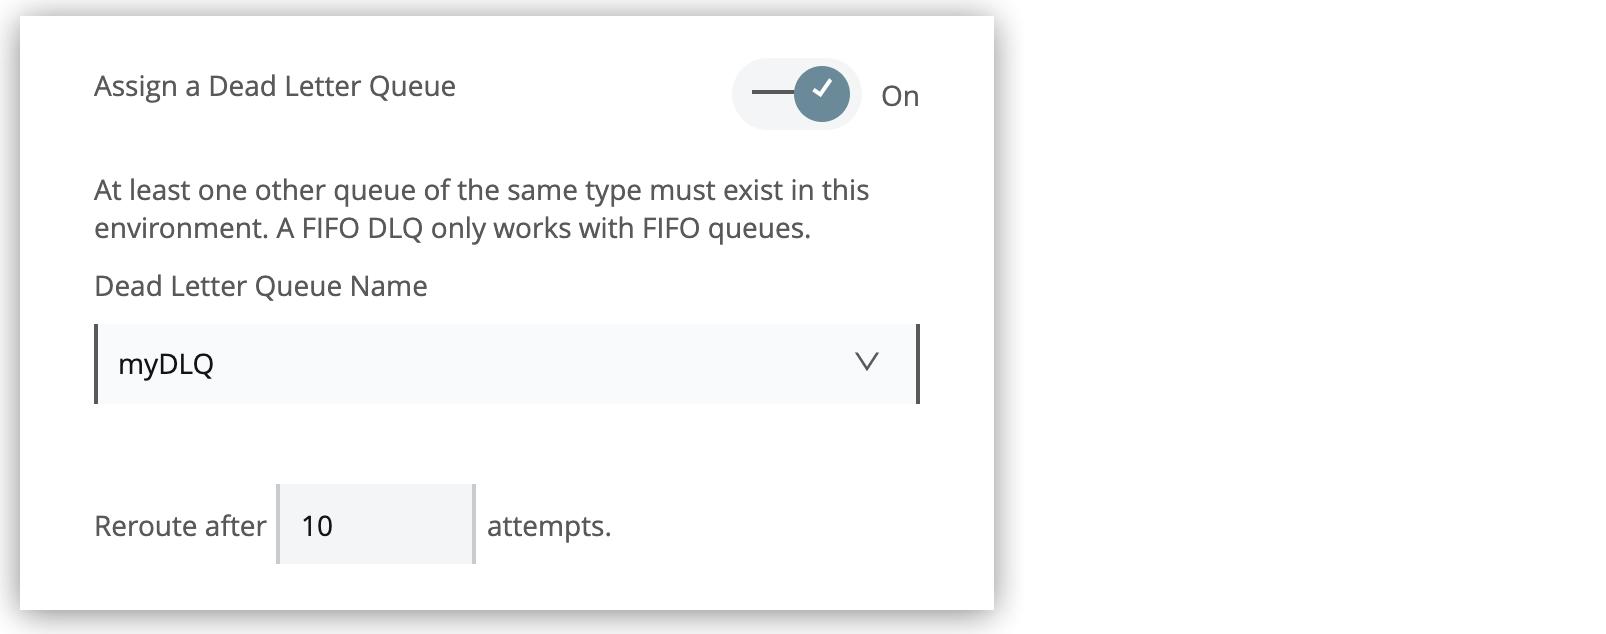 Assign a Dead Letter Queue
On
At least one other queue of the same type must exist in this
environment. A FIFO DLQ only works with FIFO queues.
Dead Letter Queue Name
myDLQ
Reroute after 10 attempts.